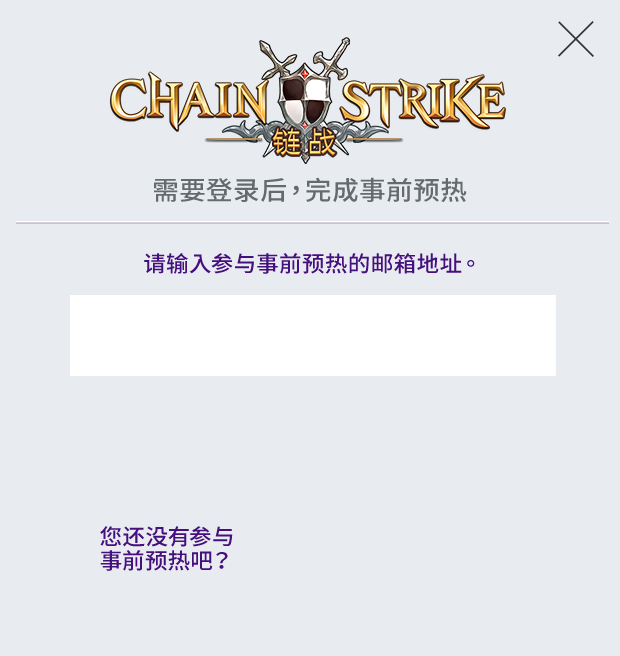 CHAIN STRIKE
链战
需要登录后，完成事前预热
请输入参与事前预热的邮箱地址。
您还没有参与
事前预热吧？